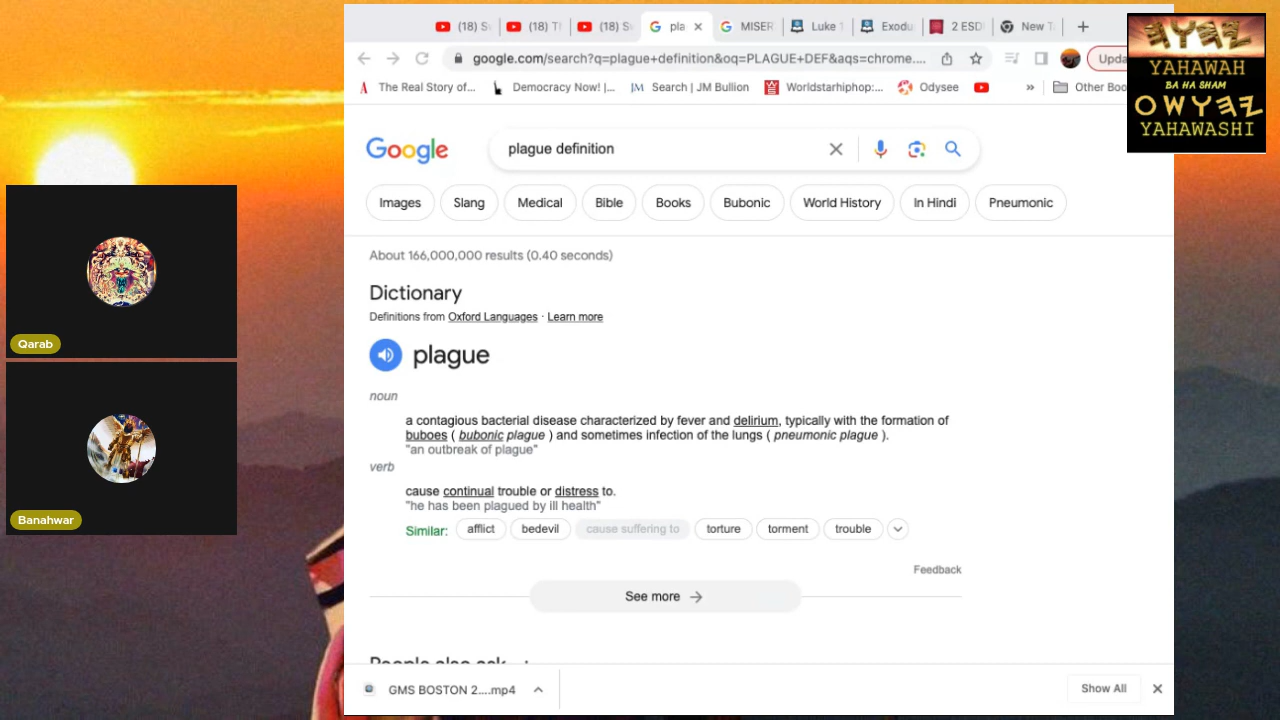 (18) S
(18) T
(18) S
pla
MISER
Luke 1
Exodu
2 ESD
New T
google.com/search?q=plague+definition&oq=PLAGUE+DEF&aqs=chrome....
Upda
The Real Story of...
Democracy Now! |...
JM
Search | JM Bullion
Worldstarhiphop:...
Odysee
»
Other Boo
YAHAWAH
BA HA SHAM
YAHAWASHI
Google
plague definition
Images
Slang
Medical
Bible
Books
Bubonic
World History
In Hindi
Pneumonic
About 166,000,000 results (0.40 seconds)
Dictionary
Definitions from Oxford Languages · Learn more
plague
noun
a contagious bacterial disease characterized by fever and delirium, typically with the formation of
buboes ( bubonic plague ) and sometimes infection of the lungs ( pneumonic plague ).
"an outbreak of plague"
verb
cause continual trouble or distress to.
"he has been plagued by ill health"
Similar:
afflict
bedevil
cause suffering to
torture
torment
trouble
Feedback
See more →
People also ask
GMS BOSTON 2....mp4
Show All
Qarab
Banahwar